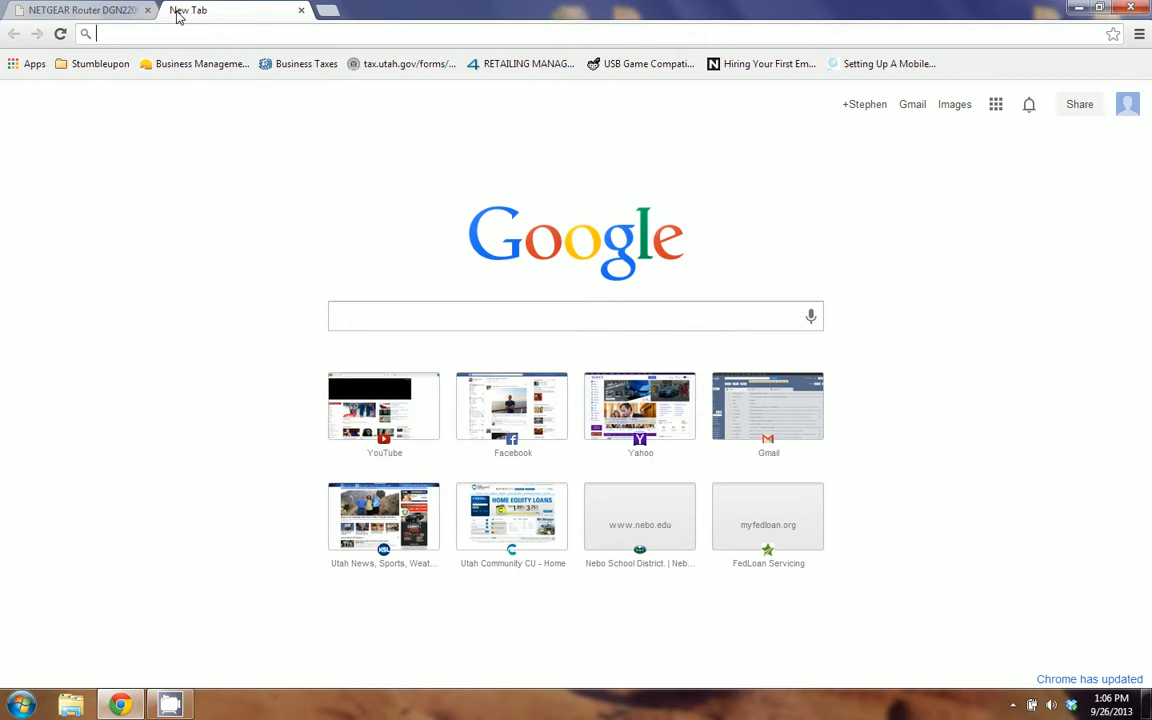 NETGEAR Router DGN220
New Tab
Apps Stumbleupon Business Manageme... Business Taxes tax.utah.gov/forms/... RETAILING MANAG... USB Game Compati... Hiring Your First Em... Setting Up A Mobile...
+Stephen Gmail Images Share
Google
YouTube Facebook Yahoo Gmail
www.nebo.edu myfedloan.org
Utah News, Sports, Weat... Utah Community CU - Home Nebo School District. | Neb... FedLoan Servicing
Chrome has updated
1:06 PM
9/26/2013